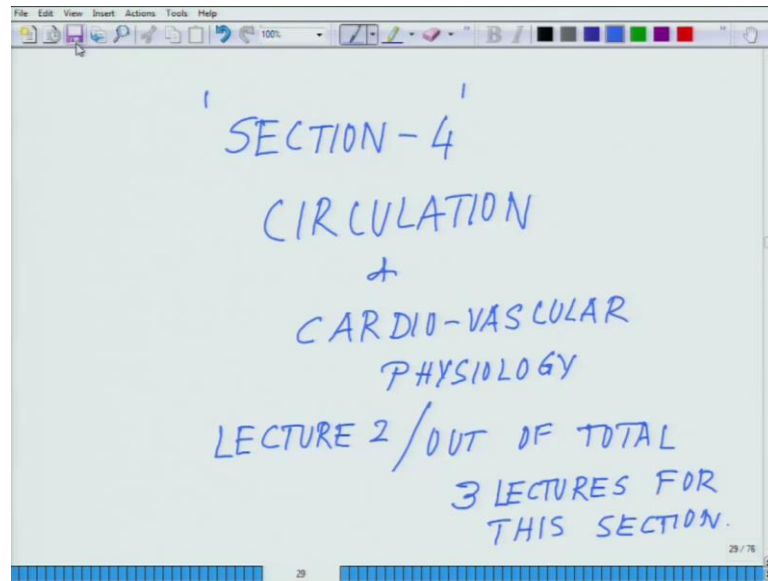 File Edit View Insert Actions Tools Help
100% B I "
'SECTION - 4'
CIRCULATION
&
CARDIO-VASCULAR
PHYSIOLOGY
LECTURE 2 / OUT OF TOTAL
3 LECTURES FOR
THIS SECTION.
29 / 76
29